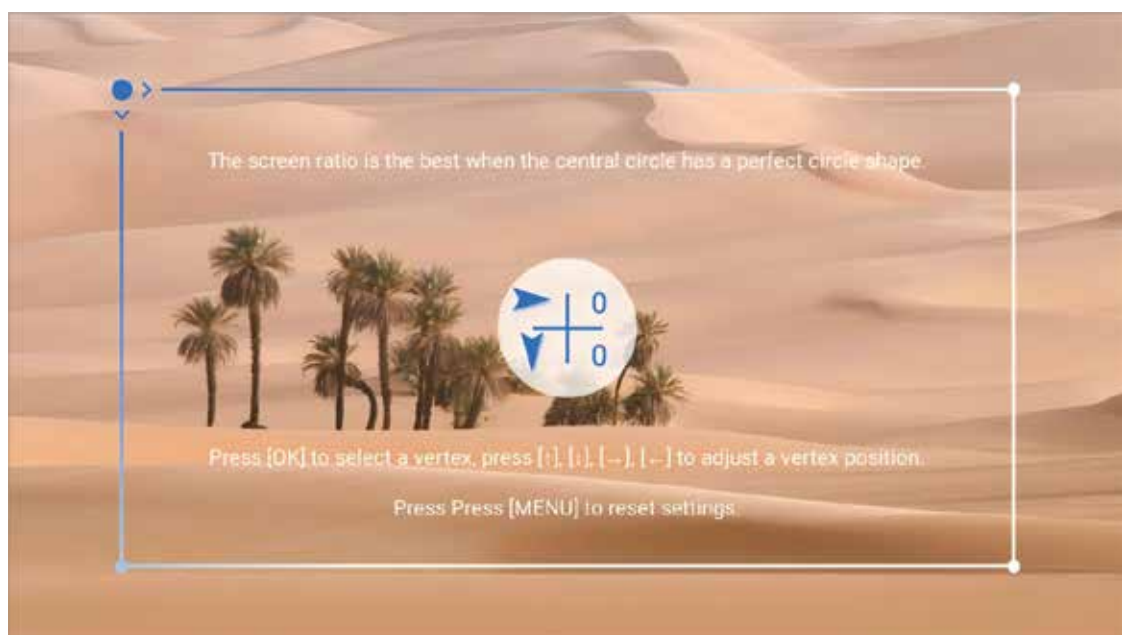 The screen ratio is the best when the central circle has a perfect circle shape.
0
0
Press [OK] to select a vertex, press [↑], [↓], [→], [←] to adjust a vertex position.
Press Press [MENU] to reset settings.